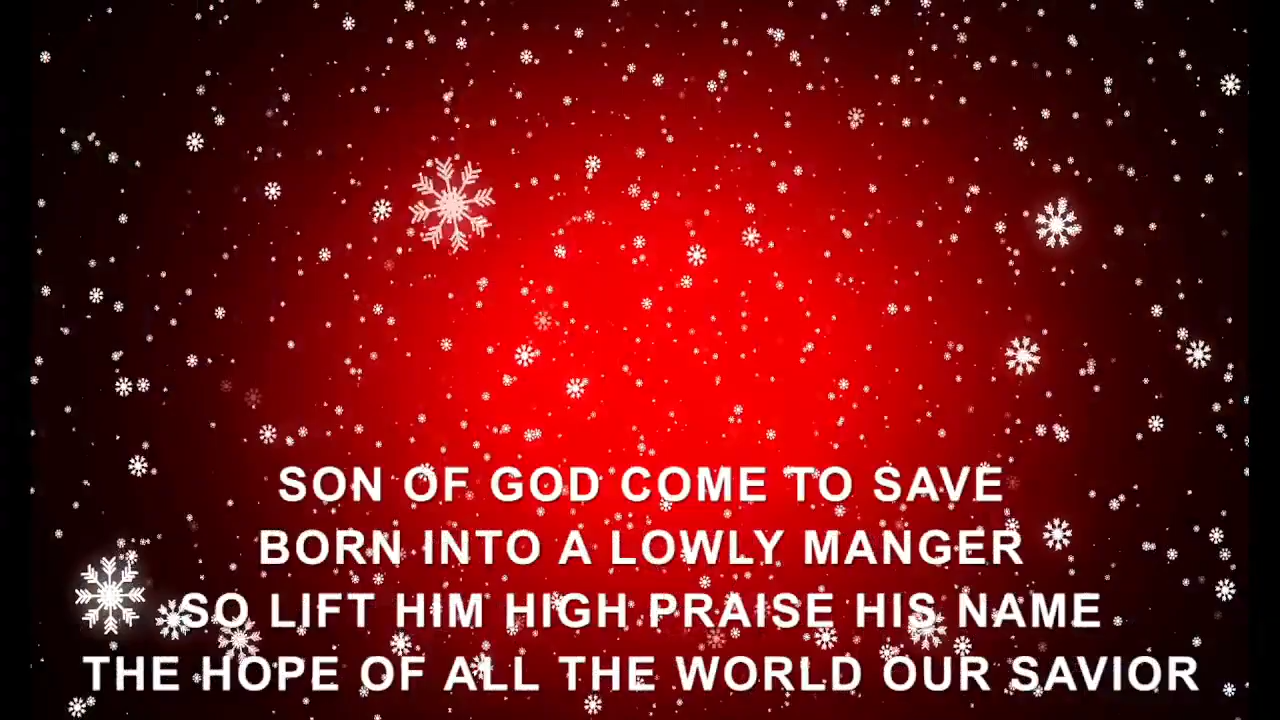 SON OF GOD COME TO SAVE
BORN INTO A LOWLY MANGER
SO LIFT HIM HIGH PRAISE HIS NAME
THE HOPE OF ALL THE WORLD OUR SAVIOR